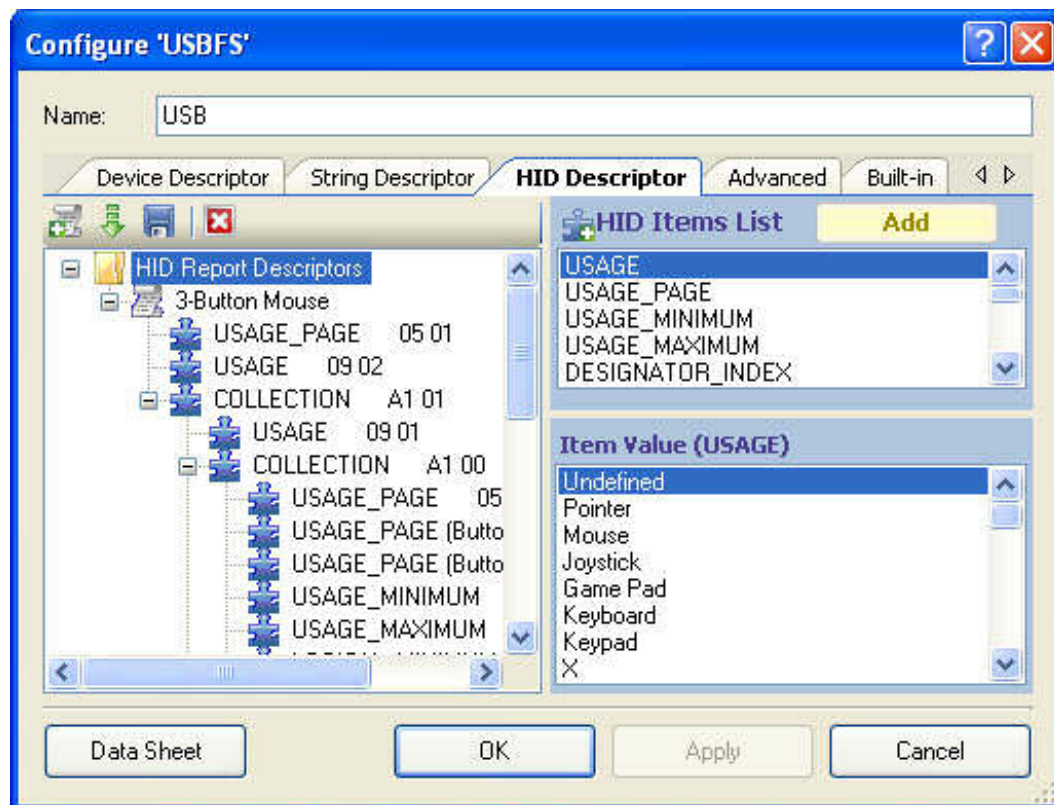 Configure 'USBFS'
Name: USB
Device Descriptor String Descriptor HID Descriptor Advanced Built-in
HID Report Descriptors
3-Button Mouse
USAGE_PAGE 05 01
USAGE 09 02
COLLECTION A1 01
USAGE 09 01
COLLECTION A1 00
USAGE_PAGE 05
USAGE_PAGE (Butto
USAGE_PAGE (Butto
USAGE_MINIMUM
USAGE_MAXIMUM
HID Items List Add
USAGE
USAGE_PAGE
USAGE_MINIMUM
USAGE_MAXIMUM
DESIGNATOR_INDEX
Item Value (USAGE)
Undefined
Pointer
Mouse
Joystick
Game Pad
Keyboard
Keypad
X
Data Sheet OK Apply Cancel